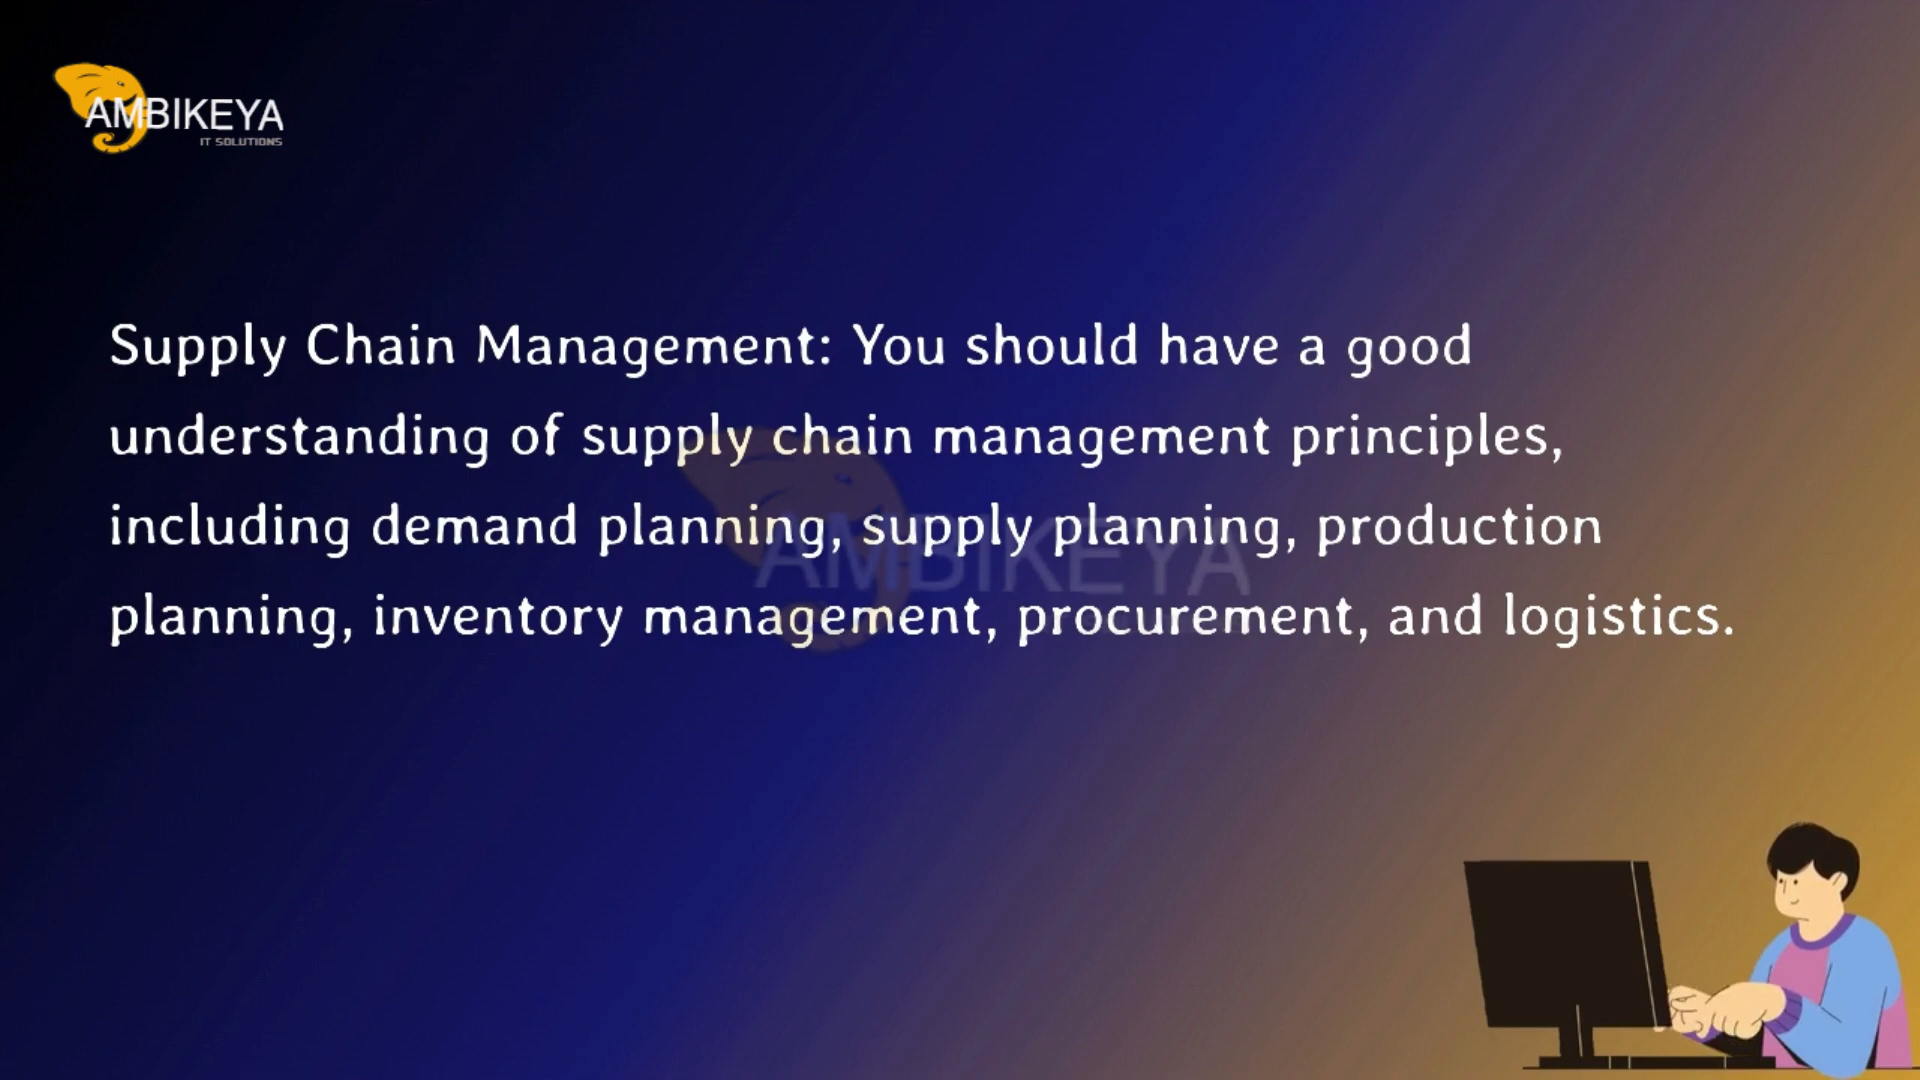 AMBIKEYA
IT SOLUTIONS
Supply Chain Management: You should have a good
understanding of supply chain management principles,
including demand planning, supply planning, production
planning, inventory management, procurement, and logistics.
AMBIKEYA